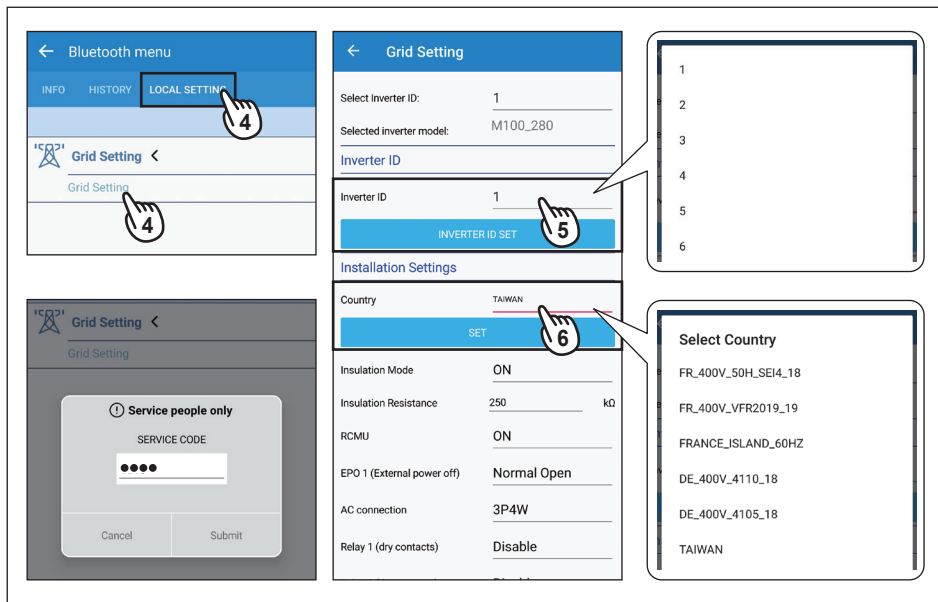 Bluetooth menu
INFO HISTORY LOCAL SETTING
4
Grid Setting
Grid Setting
4
Grid Setting
Grid Setting
Service people only
SERVICE CODE
Cancel Submit
Grid Setting
Select Inverter ID: 1
Selected inverter model: M100_280
Inverter ID
Inverter ID 1
5
INVERTER ID SET
Installation Settings
Country TAIWAN
6
SET
Insulation Mode ON
Insulation Resistance 250 kΩ
RCMU ON
EPO 1 (External power off) Normal Open
AC connection 3P4W
Relay 1 (dry contacts) Disable
1
2
3
4
5
6
Select Country
FR_400V_50H_SEI4_18
FR_400V_VFR2019_19
FRANCE_ISLAND_60HZ
DE_400V_4110_18
DE_400V_4105_18
TAIWAN